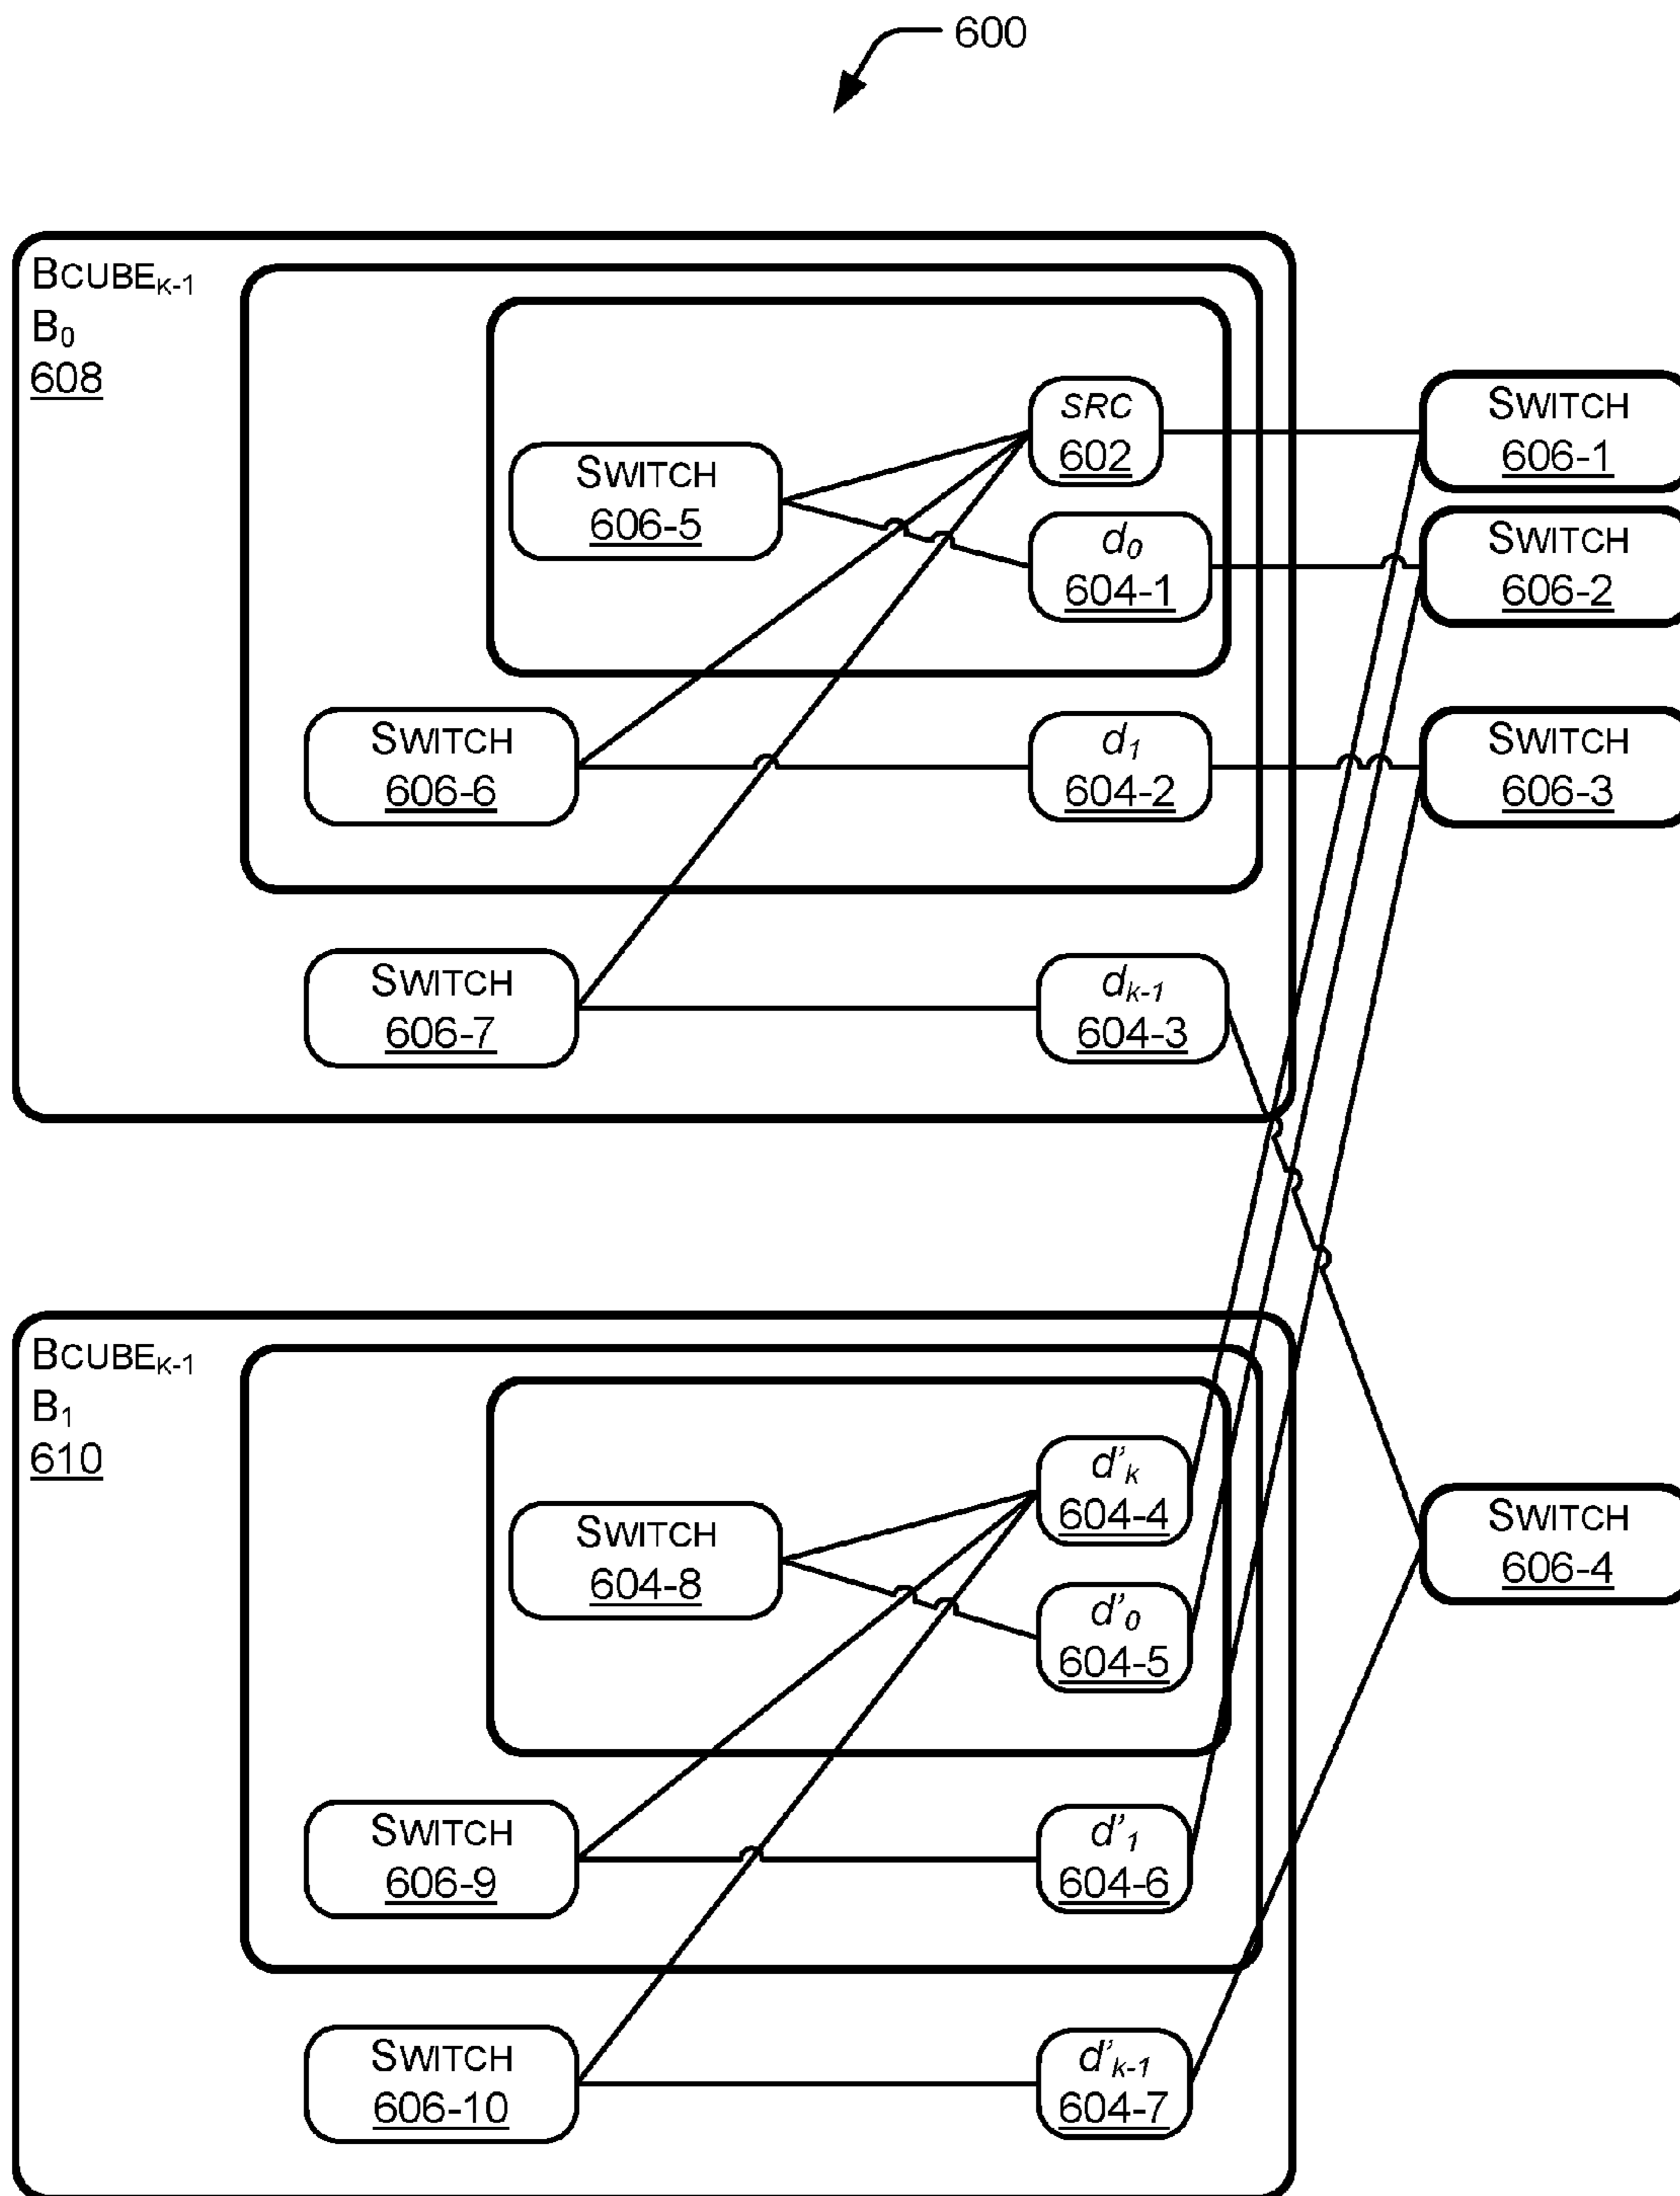 600
BCUBEK-1
B0
608
SRC
602
SWITCH
606-1
SWITCH
606-5
d0
604-1
SWITCH
606-2
SWITCH
606-6
d1
604-2
SWITCH
606-3
SWITCH
606-7
dk-1
604-3
BCUBEK-1
B1
610
d'k
604-4
SWITCH
604-8
SWITCH
606-4
d'0
604-5
SWITCH
606-9
d'1
604-6
SWITCH
606-10
d'k-1
604-7